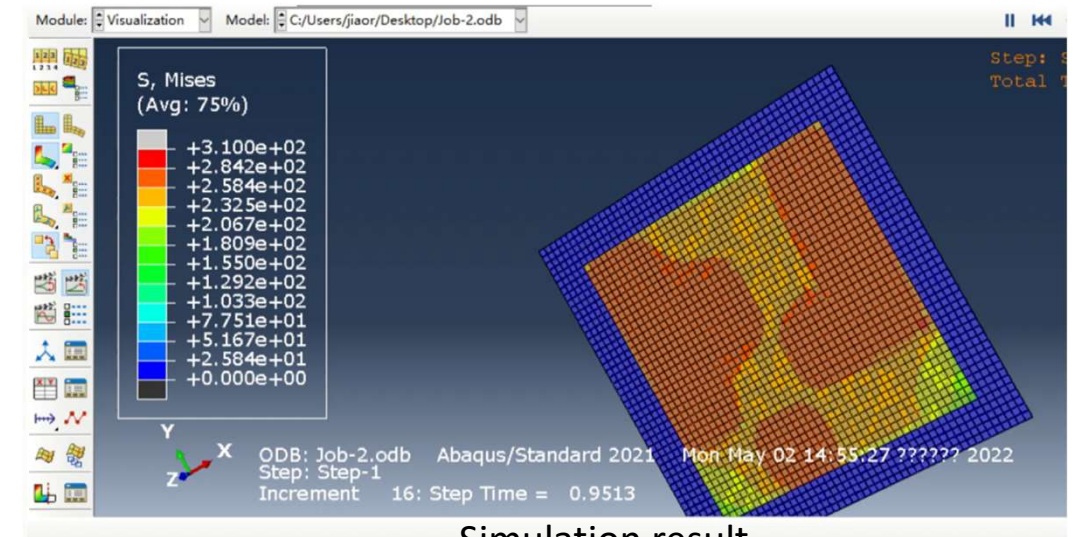 Module: Visualization Model: C:/Users/jiaor/Desktop/Job-2.odb
Step:
Total
S, Mises
(Avg: 75%)
+3.100e+02
+2.842e+02
+2.584e+02
+2.325e+02
+2.067e+02
+1.809e+02
+1.550e+02
+1.292e+02
+1.033e+02
+7.751e+01
+5.167e+01
+2.584e+01
+0.000e+00
Y
X
Z
ODB: Job-2.odb Abaqus/Standard 2021 Mon May 02 14:55:27 ?????? 2022
Step: Step-1
Increment 16: Step Time = 0.9513
Simulation result